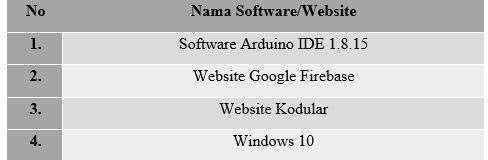 No Nama Software/Website
1. Software Arduino IDE 1.8.15
2. Website Google Firebase
3. Website Kodular
4. Windows 10